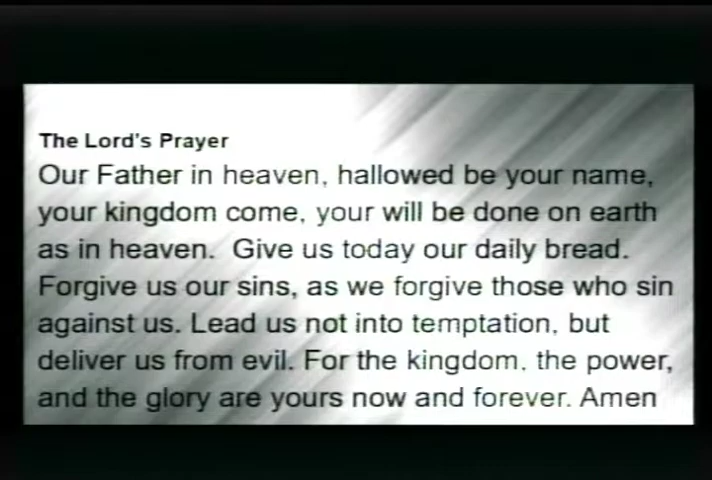 The Lord's Prayer
Our Father in heaven, hallowed be your name,
your kingdom come, your will be done on earth
as in heaven.  Give us today our daily bread.
Forgive us our sins, as we forgive those who sin
against us. Lead us not into temptation, but
deliver us from evil. For the kingdom, the power,
and the glory are yours now and forever. Amen